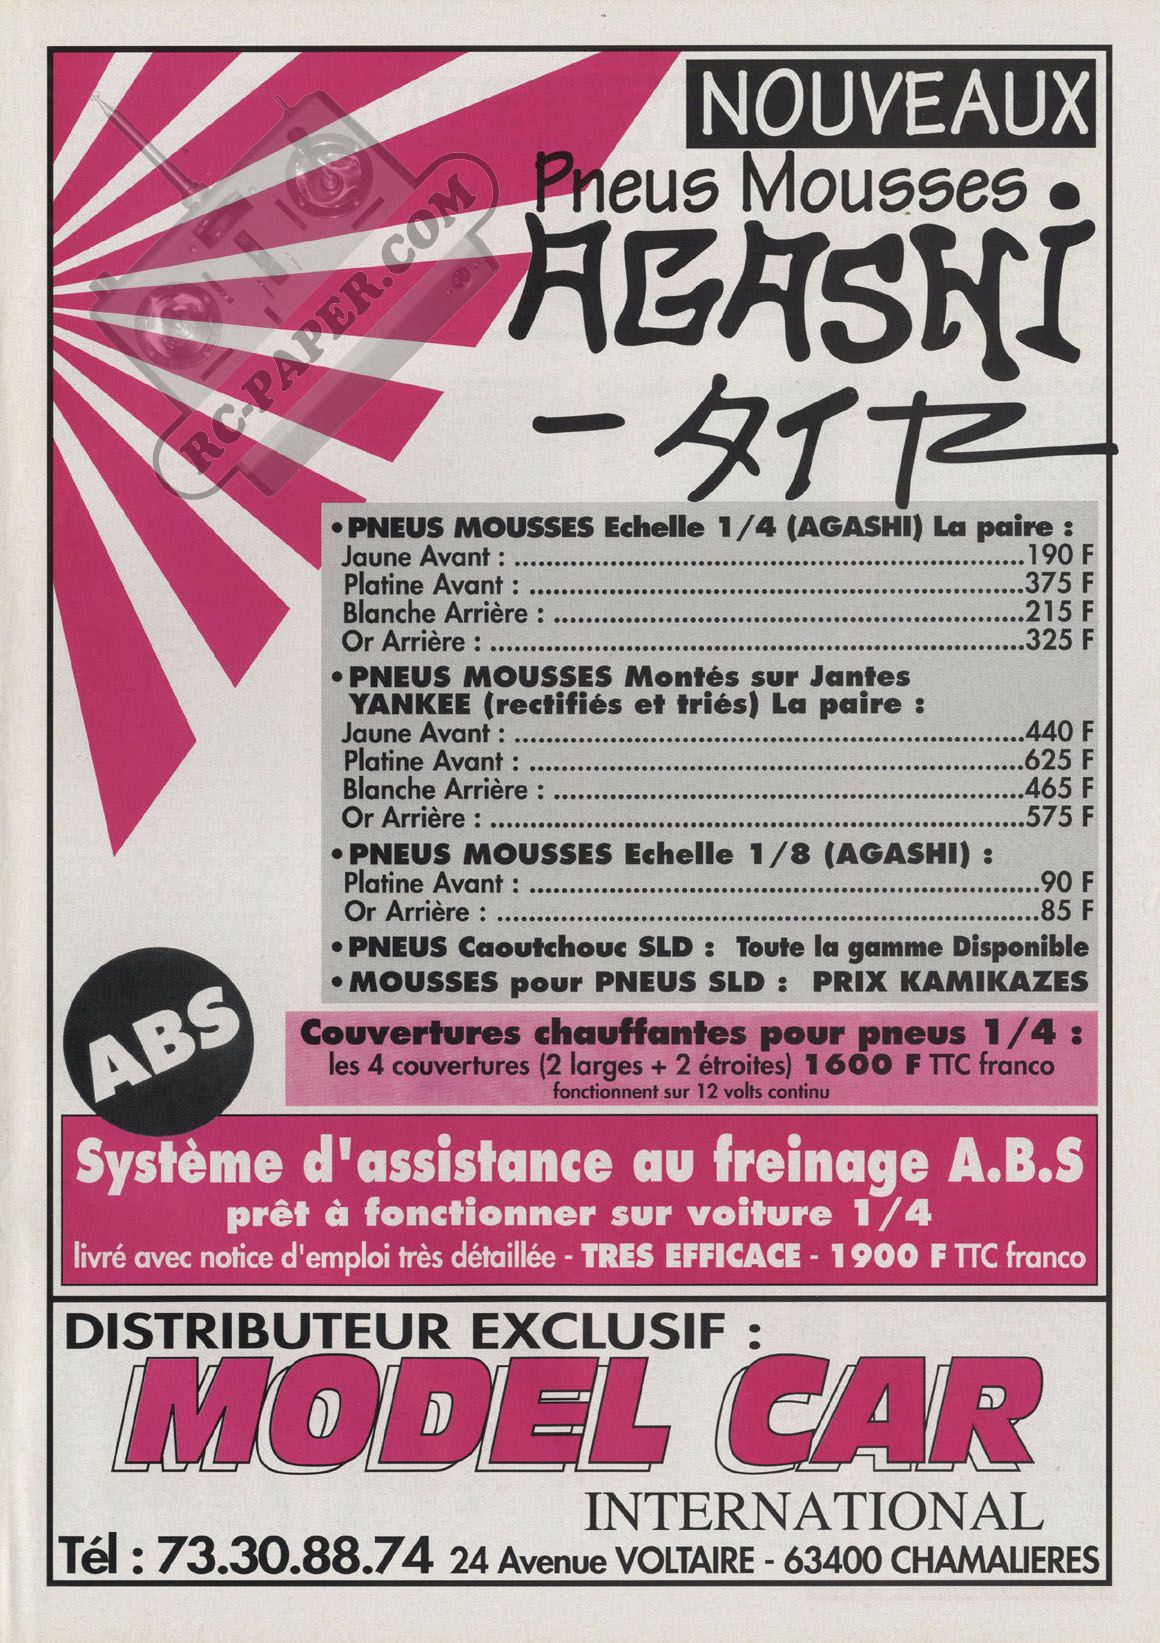 NOUVEAUX
Pneus Mousses
AGASHI
ータイヤー
RC-PAPER.COM
• PNEUS MOUSSES Echelle 1/4 (AGASHI) La paire :
Jaune Avant : ........................................................190 F
Platine Avant : ......................................................375 F
Blanche Arrière : ...................................................215 F
Or Arrière : ..........................................................325 F
• PNEUS MOUSSES Montés sur Jantes
YANKEE (rectifiés et triés) La paire :
Jaune Avant : ........................................................440 F
Platine Avant : ......................................................625 F
Blanche Arrière : ...................................................465 F
Or Arrière : ..........................................................575 F
• PNEUS MOUSSES Echelle 1/8 (AGASHI) :
Platine Avant : .......................................................90 F
Or Arrière : ...........................................................85 F
• PNEUS Caoutchouc SLD : Toute la gamme Disponible
• MOUSSES pour PNEUS SLD : PRIX KAMIKAZES
ABS
Couvertures chauffantes pour pneus 1/4 :
les 4 couvertures (2 larges + 2 étroites) 1600 F TTC franco
fonctionnent sur 12 volts continu
Système d'assistance au freinage A.B.S
prêt à fonctionner sur voiture 1/4
livré avec notice d'emploi très détaillée - TRES EFFICACE - 1900 F TTC franco
DISTRIBUTEUR EXCLUSIF :
MODEL CAR
INTERNATIONAL
Tél : 73.30.88.74 24 Avenue VOLTAIRE - 63400 CHAMALIERES